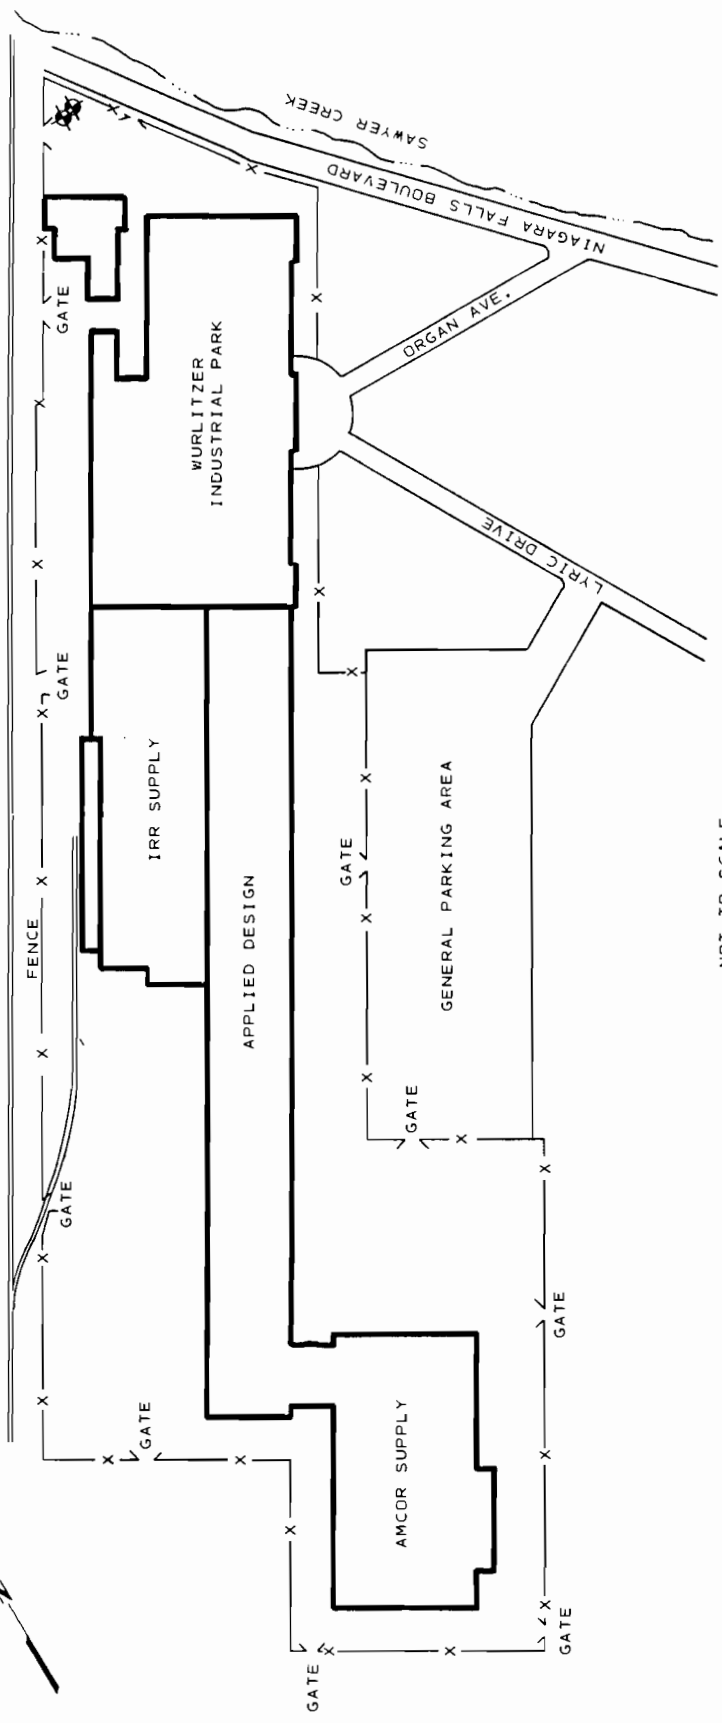 SAWYER CREEK
NIAGARA FALLS BOULEVARD
ORGAN AVE.
LYRIC DRIVE
GATE
WURLITZER
INDUSTRIAL PARK
GATE
IRR SUPPLY
FENCE
APPLIED DESIGN
GATE
GENERAL PARKING AREA
GATE
GATE
GATE
GATE
AMCOR SUPPLY
GATE
GATE
NOT TO SCALE